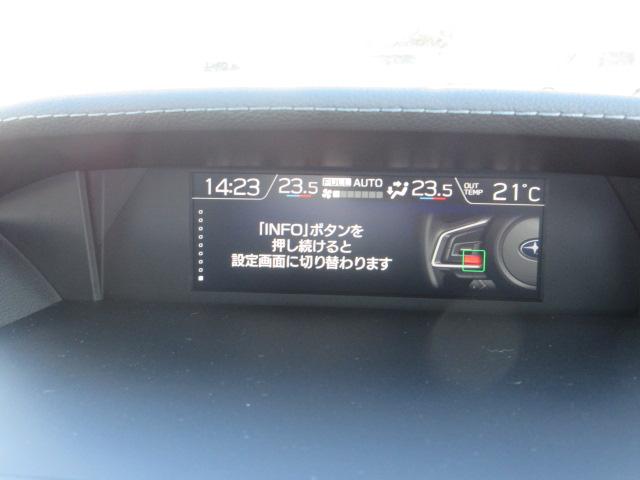 14:23 23.5 FULL AUTO 23.5 OUT TEMP 21°C
「INFO」ボタンを
押し続けると
設定画面に切り替わります